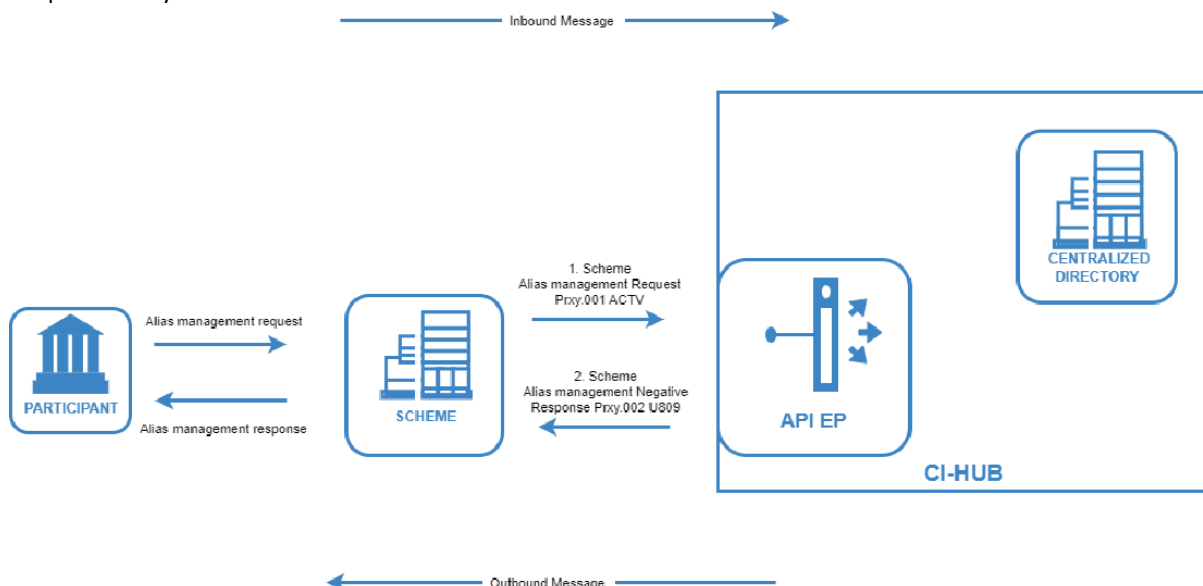 Inbound Message
CENTRALIZED
DIRECTORY
1. Scheme
Alias management Request
Prxy.001 ACTV
Alias management request
2. Scheme
Alias management Negative
Response Prxy.002 U809
PARTICIPANT
SCHEME
API EP
Alias management response
CI-HUB
Outbound Message